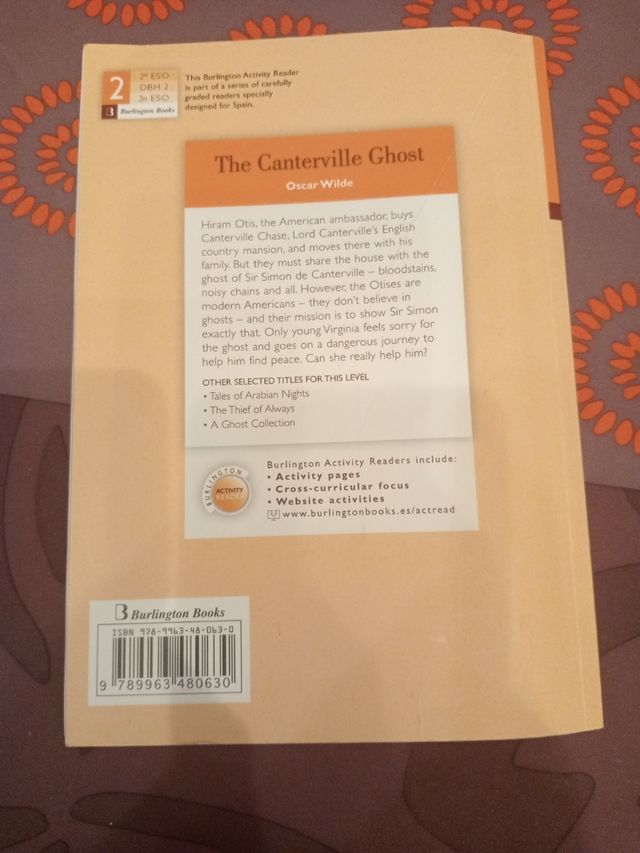 2
2º ESO
DBH 2
2n ESO
B Burlington Books
This Burlington Activity Reader
is part of a series of carefully
graded readers specially
designed for Spain.
The Canterville Ghost
Oscar Wilde
Hiram Otis, the American ambassador, buys
Canterville Chase, Lord Canterville's English
country mansion, and moves there with his
family. But they must share the house with the
ghost of Sir Simon de Canterville – bloodstains,
noisy chains and all. However, the Otises are
modern Americans – they don't believe in
ghosts – and their mission is to show Sir Simon
exactly that. Only young Virginia feels sorry for
the ghost and goes on a dangerous journey to
help him find peace. Can she really help him?
OTHER SELECTED TITLES FOR THIS LEVEL
• Tales of Arabian Nights
• The Thief of Always
• A Ghost Collection
BURLINGTON
ACTIVITY
READER
Burlington Activity Readers include:
• Activity pages
• Cross-curricular focus
• Website activities
www.burlingtonbooks.es/actread
B Burlington Books
ISBN 978-9963-48-063-0
9 789963 480630